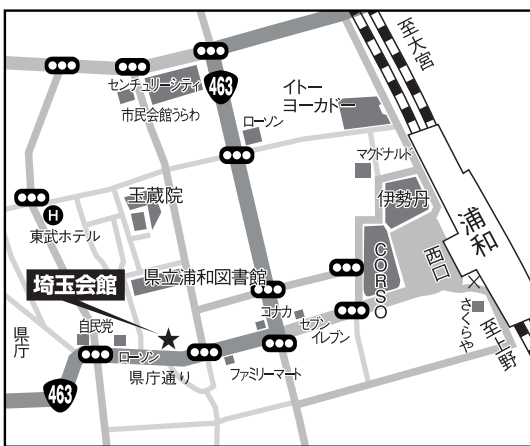 至大宮
センチュリーシティ
463
イトー
ヨーカドー
市民会館うらわ
ローソン
マクドナルド
玉蔵院
伊勢丹
H
東武ホテル
浦和
西口
CORSO
県立浦和図書館
埼玉会館
コナカ
セブン
イレブン
さくらや
至上野
自民党
県庁
ローソン
県庁通り
ファミリーマート
463